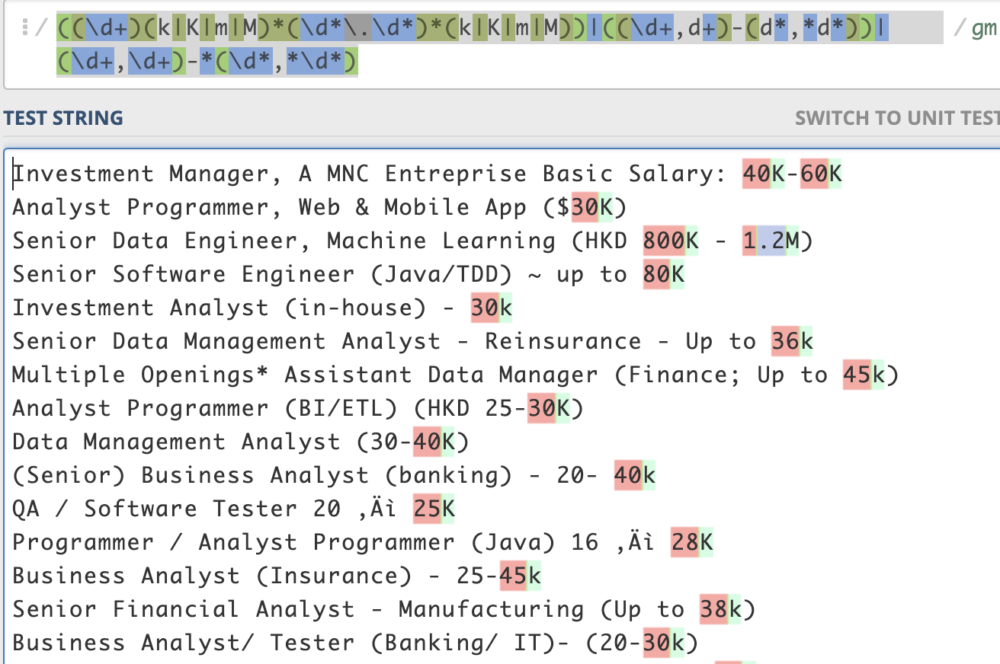 / ((\d+)(k|K|m|M)*(\d*\.\d*)*(k|K|m|M))|((\d+,d+)-(d*,*d*))| / gm
(\d+,\d+)-*(\d*,*\d*)
TEST STRING SWITCH TO UNIT TEST
Investment Manager, A MNC Entreprise Basic Salary: 40K-60K
Analyst Programmer, Web & Mobile App ($30K)
Senior Data Engineer, Machine Learning (HKD 800K - 1.2M)
Senior Software Engineer (Java/TDD) ~ up to 80K
Investment Analyst (in-house) - 30k
Senior Data Management Analyst - Reinsurance - Up to 36k
Multiple Openings* Assistant Data Manager (Finance; Up to 45k)
Analyst Programmer (BI/ETL) (HKD 25-30K)
Data Management Analyst (30-40K)
(Senior) Business Analyst (banking) - 20- 40k
QA / Software Tester 20 ‚Äì 25K
Programmer / Analyst Programmer (Java) 16 ‚Äì 28K
Business Analyst (Insurance) - 25-45k
Senior Financial Analyst - Manufacturing (Up to 38k)
Business Analyst/ Tester (Banking/ IT)- (20-30k)